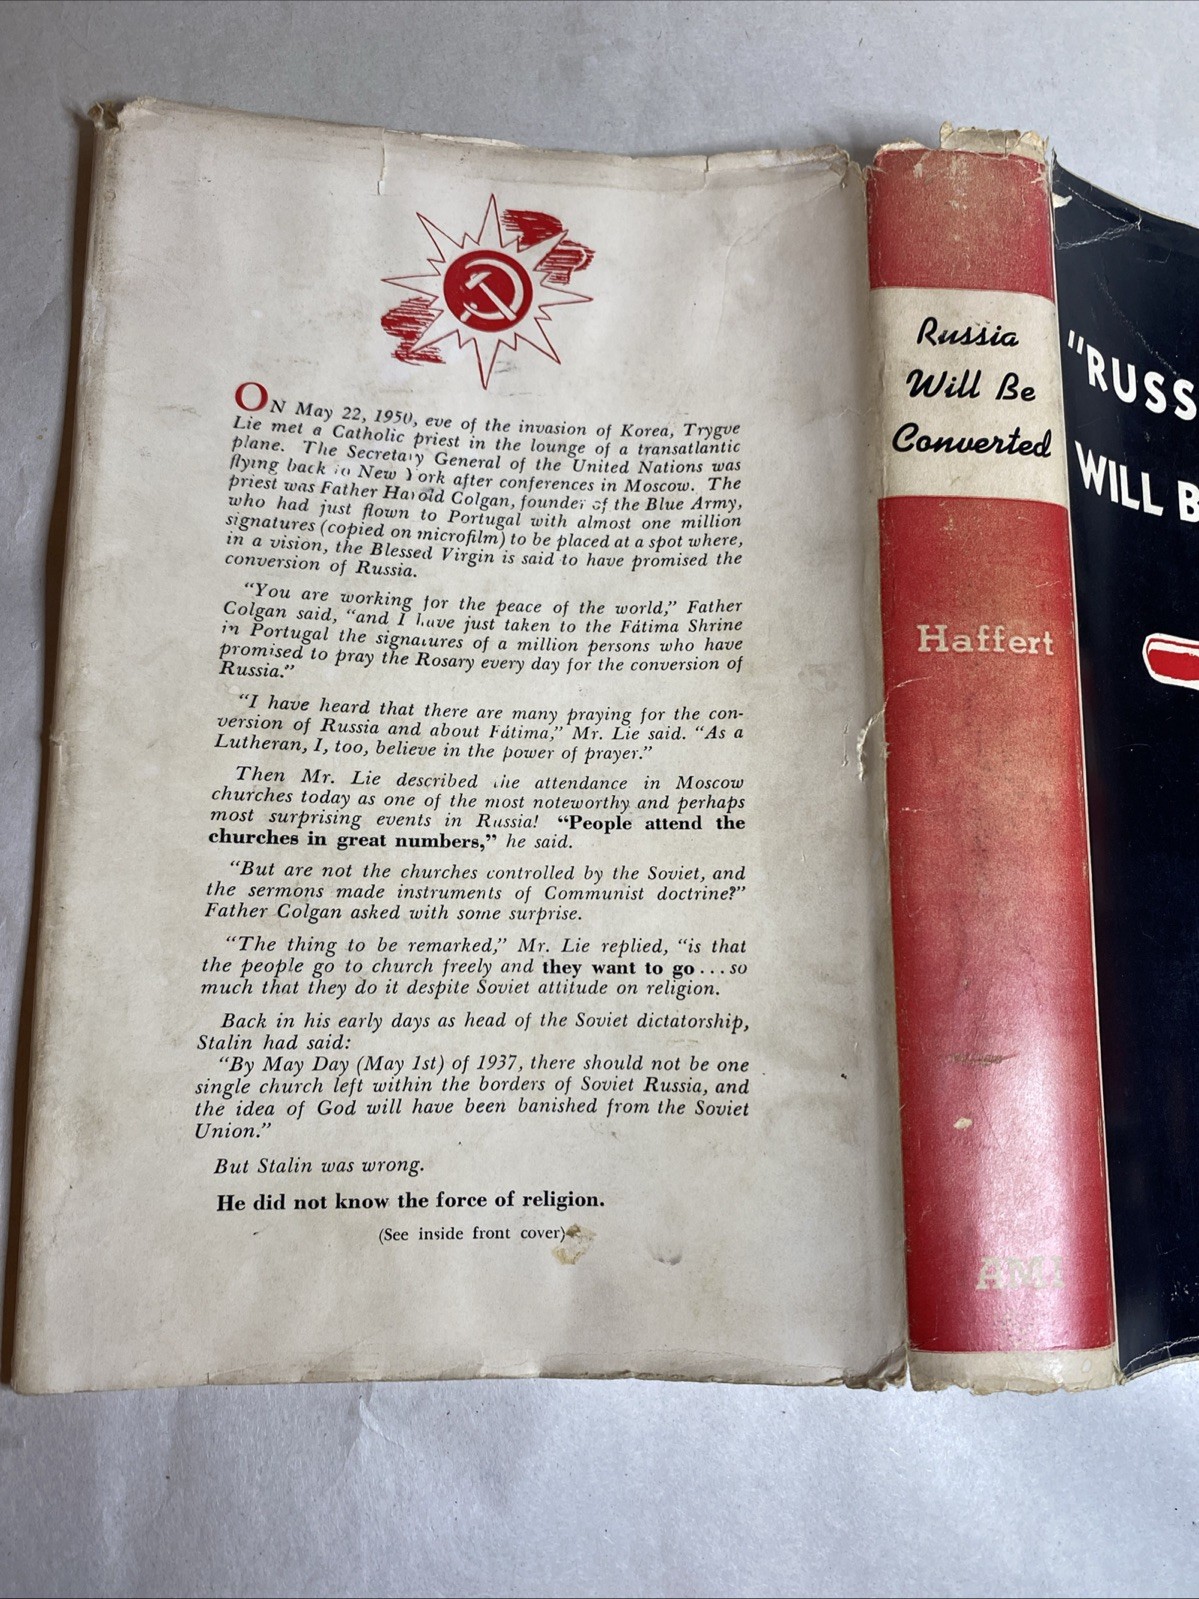 ON May 22, 1950, eve of the invasion of Korea, Trygve
Lie met a Catholic priest in the lounge of a transatlantic
plane. The Secretary General of the United Nations was
flying back to New York after conferences in Moscow. The
priest was Father Harold Colgan, founder of the Blue Army,
who had just flown to Portugal with almost one million
signatures (copied on microfilm) to be placed at a spot where,
in a vision, the Blessed Virgin is said to have promised the
conversion of Russia.
"You are working for the peace of the world," Father
Colgan said, "and I have just taken to the Fátima Shrine
in Portugal the signatures of a million persons who have
promised to pray the Rosary every day for the conversion of
Russia."
"I have heard that there are many praying for the con-
version of Russia and about Fátima," Mr. Lie said. "As a
Lutheran, I, too, believe in the power of prayer."
Then Mr. Lie described the attendance in Moscow
churches today as one of the most noteworthy and perhaps
most surprising events in Russia! "People attend the
churches in great numbers," he said.
"But are not the churches controlled by the Soviet, and
the sermons made instruments of Communist doctrine?"
Father Colgan asked with some surprise.
"The thing to be remarked," Mr. Lie replied, "is that
the people go to church freely and they want to go . . . so
much that they do it despite Soviet attitude on religion.
Back in his early days as head of the Soviet dictatorship,
Stalin had said:
"By May Day (May 1st) of 1937, there should not be one
single church left within the borders of Soviet Russia, and
the idea of God will have been banished from the Soviet
Union."
But Stalin was wrong.
He did not know the force of religion.
(See inside front cover)
Russia
Will Be
Converted
Haffert
AMI
"RUSS
WILL B